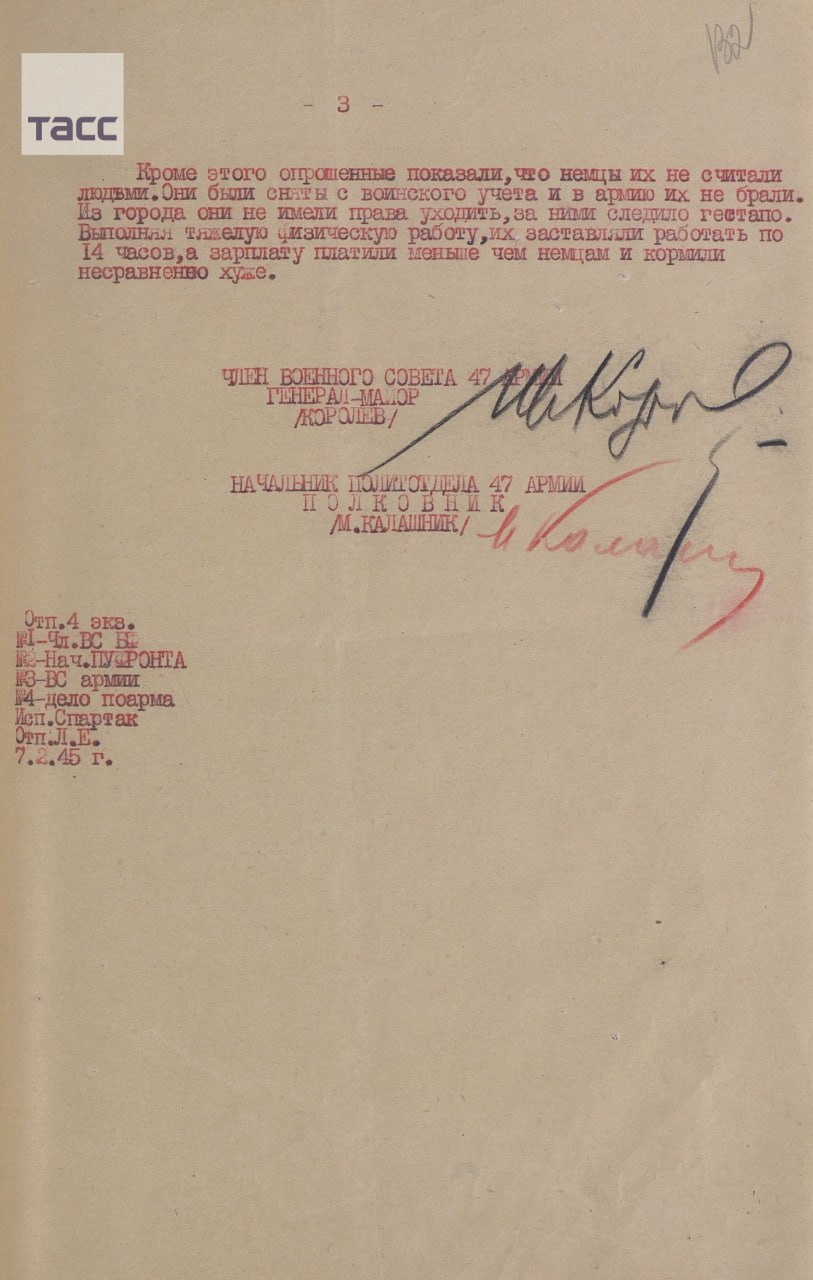 132
тасс
- 3 -
Кроме этого опрошенные показали,что немцы их не считали
людьми.Они были сняты с воинского учета и в армию их не брали.
Из города они не имели права уходить,за ними следило гестапо.
Выполняя тяжелую физическую работу,их заставляли работать по
14 часов,а зарплату платили меньше чем немцам и кормили
несравненно хуже.
ЧЛЕН ВОЕННОГО СОВЕТА 47 АРМИИ
ГЕНЕРАЛ-МАЙОР
/КОРОЛЕВ/
НАЧАЛЬНИК ПОЛИТОТДЕЛА 47 АРМИИ
П О Л К О В Н И К
/М.КАЛАШНИК/
Отп.4 экз.
№1-Чл.ВС БФ
№2-Нач.ПУФРОНТА
№3-ВС армии
№4-дело поарма
Исп.Спартак
Отп.Л.Е.
7.2.45 г.